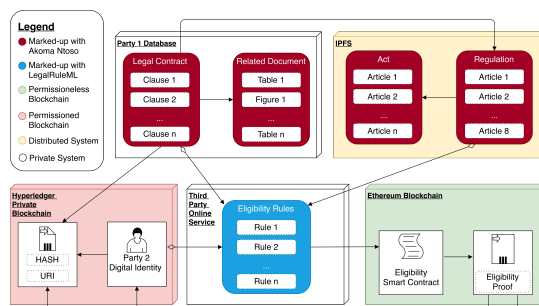 Legend
Marked-up with
Akoma Ntoso
Marked-up with
LegalRuleML
Permissioneless
Blockchain
Permissioned
Blockchain
Distributed System
Private System
Party 1 Database
Legal Contract
Clause 1
Clause 2
...
Clause n
Related Document
Table 1
Figure 1
...
Table n
IPFS
Act
Article 1
Article 2
...
Article n
Regulation
Article 1
Article 2
...
Article 8
Hyperledger
Private
Blockchain
HASH
URI
Party 2
Digital Identity
Third
Party
Online
Service
Eligibility Rules
Rule 1
Rule 2
...
Rule n
Ethereum Blockchain
Eligibility
Smart Contract
Eligibility
Proof